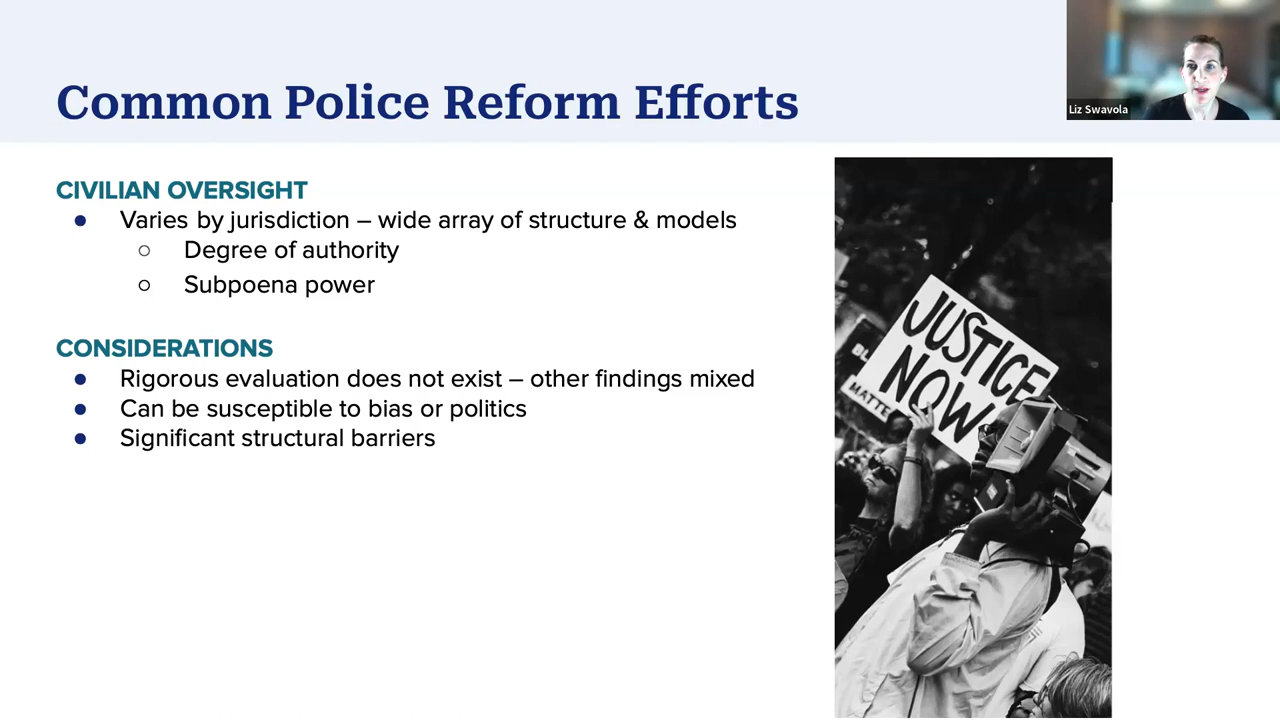 Common Police Reform Efforts
Liz Swavola
CIVILIAN OVERSIGHT
● Varies by jurisdiction – wide array of structure & models
○ Degree of authority
○ Subpoena power
CONSIDERATIONS
● Rigorous evaluation does not exist – other findings mixed
● Can be susceptible to bias or politics
● Significant structural barriers
JUSTICE
NOW
BL
MATTE